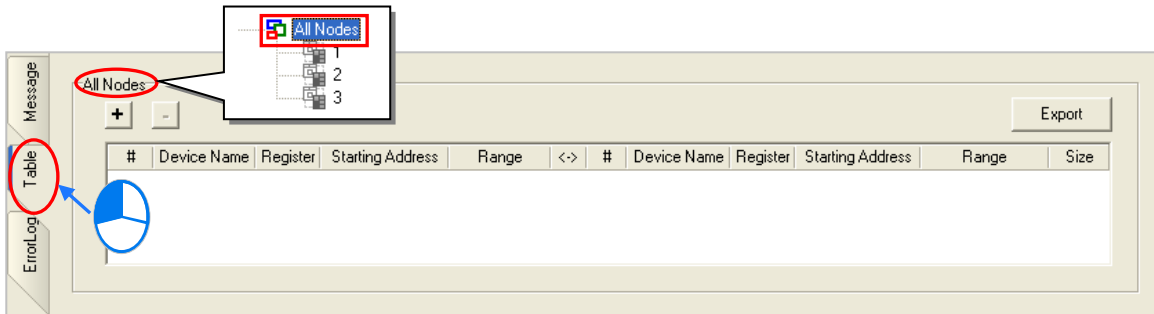 All Nodes
1
2
3
Message
Table
ErrorLog
All Nodes
+ -
Export
# Device Name Register Starting Address Range <-> # Device Name Register Starting Address Range Size